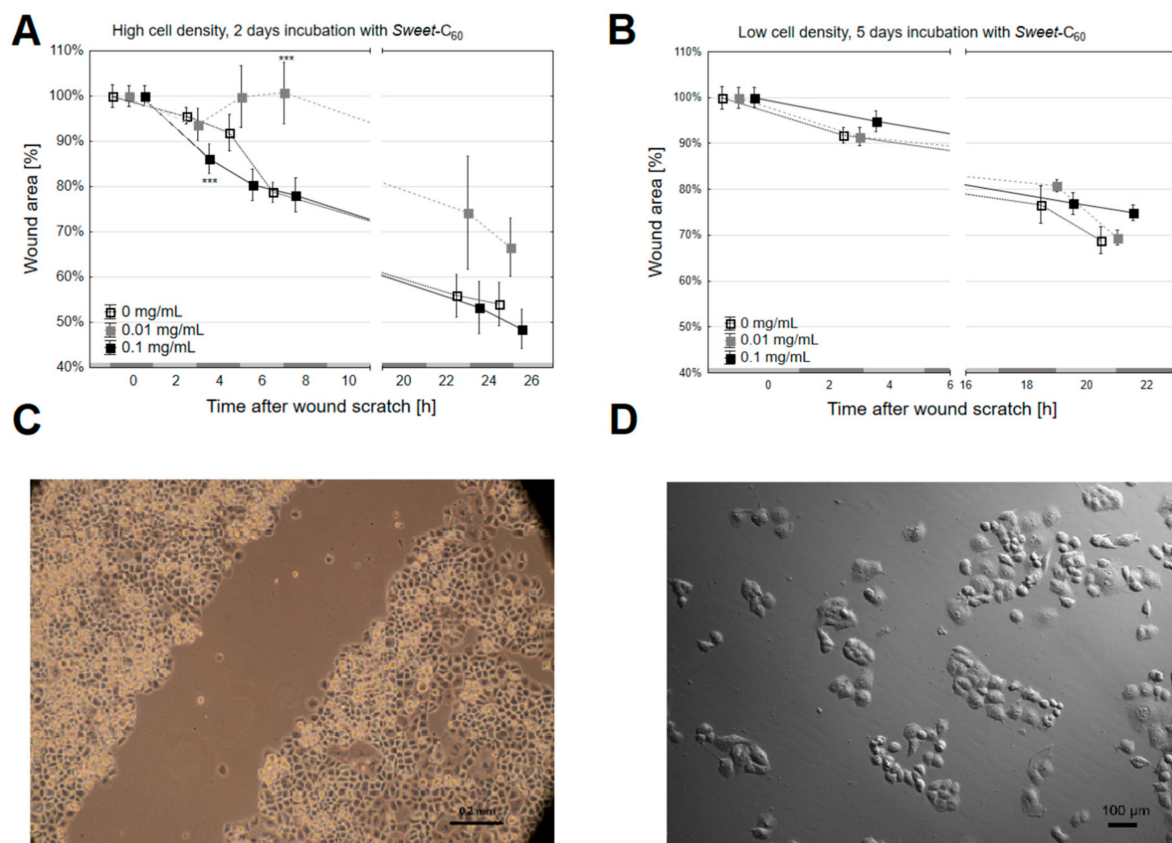 A
High cell density, 2 days incubation with Sweet-C60
110%
100%
90%
80%
70%
60%
50%
40%
Wound area [%]
***
***
0 mg/mL
0.01 mg/mL
0.1 mg/mL
0 2 4 6 8 10 20 22 24 26
Time after wound scratch [h]
B
Low cell density, 5 days incubation with Sweet-C60
110%
100%
90%
80%
70%
60%
50%
90%
40%
Wound area [%]
0 mg/mL
0.01 mg/mL
0.1 mg/mL
0 2 4 6 16 18 20 22
Time after wound scratch [h]
C
0.2 mm
D
100 µm